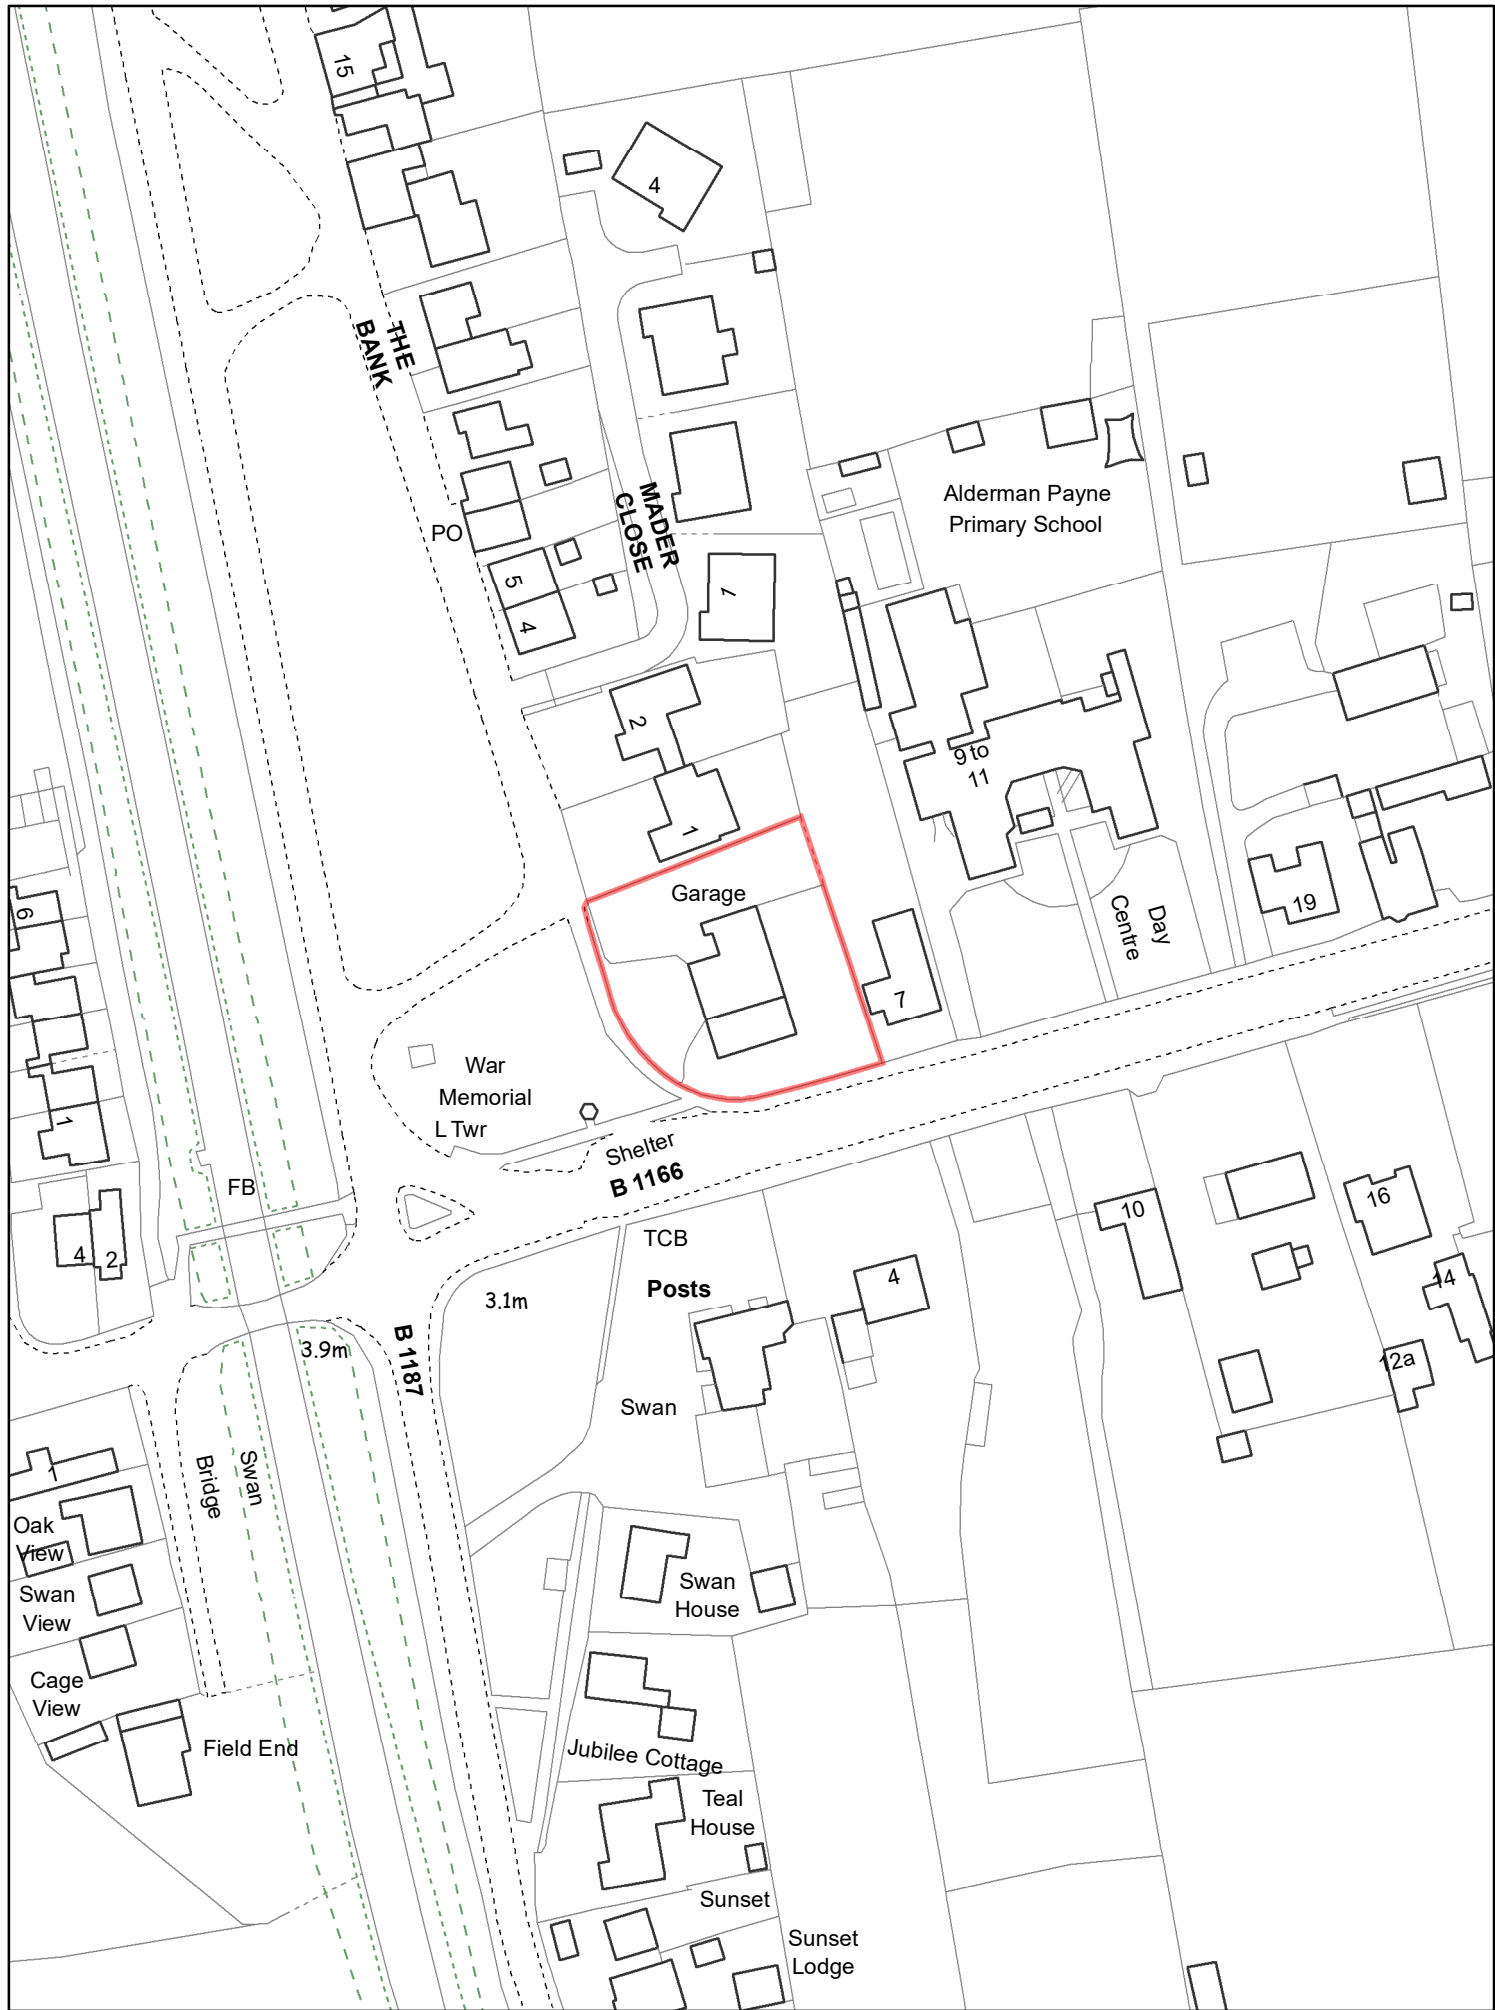 15
4
THE
BANK
MADER
CLOSE
Alderman Payne
Primary School
PO
5
4
7
2
9 to
11
1
Garage
19
Day
Centre
6
7
War
Memorial
L Twr
1
Shelter
B 1166
FB
10
16
TCB
4
2
4
14
Posts
3.1m
B 1187
3.9m
12a
Swan
1
Swan
Bridge
Oak
View
Swan
View
Swan
House
Cage
View
Field End
Jubilee Cottage
Teal
House
Sunset
Sunset
Lodge